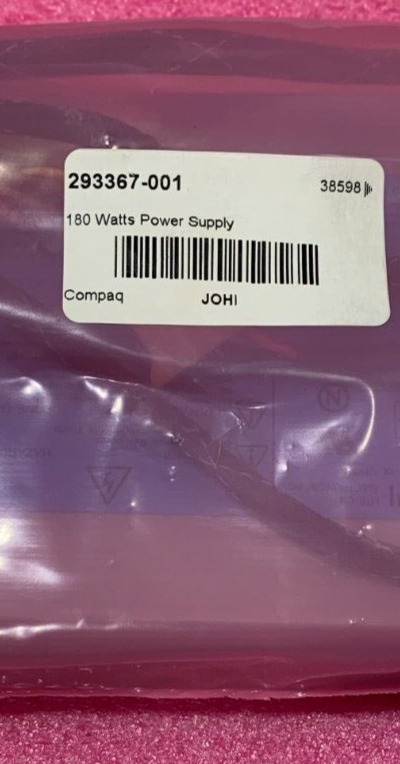 293367-001 38598
180 Watts Power Supply
Compaq JOHI
N